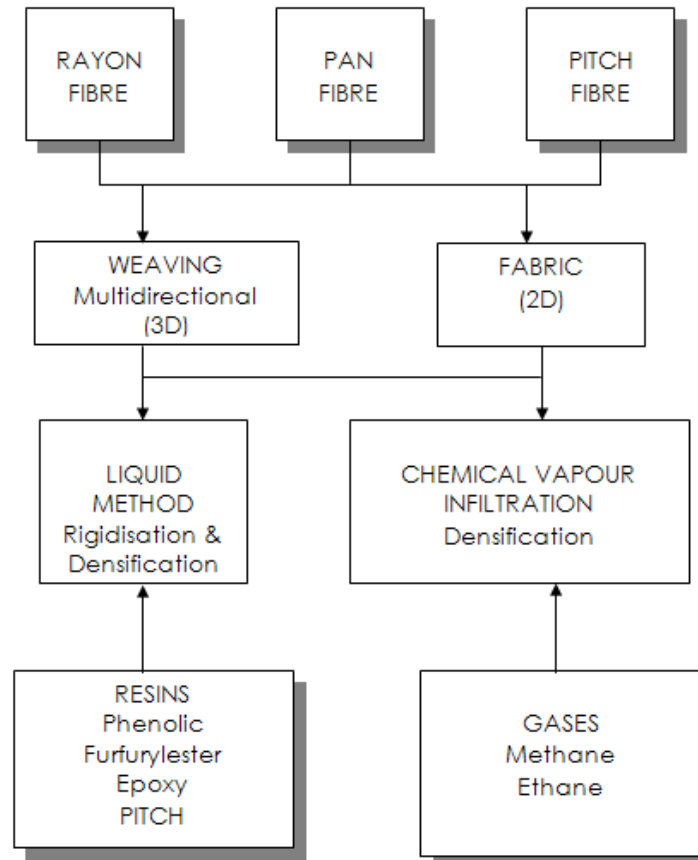 RAYON
FIBRE
PAN
FIBRE
PITCH
FIBRE
WEAVING
Multidirectional
(3D)
FABRIC
(2D)
LIQUID
METHOD
Rigidisation &
Densification
CHEMICAL VAPOUR
INFILTRATION
Densification
RESINS
Phenolic
Furfurylester
Epoxy
PITCH
GASES
Methane
Ethane